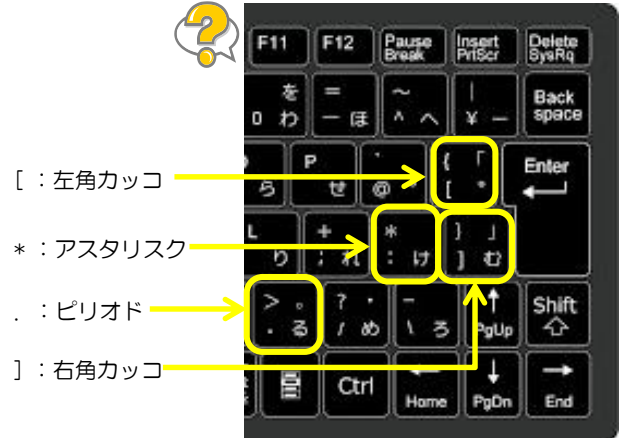 ?
F11 F12 Pause Break Insert PrtScr Delete SysRq
を 0 わ = ー ほ ~ ^ へ | ¥ ー Back space
[ ：左角カッコ
ら P せ ` @ { 「 [ ° Enter
* ：アスタリスク
L り + ; れ * : け } 」 ] む
. ：ピリオド
> 。 . る ? ・ / め _ \ ろ PgUp Shift
] ：右角カッコ
Ctrl Home PgDn End